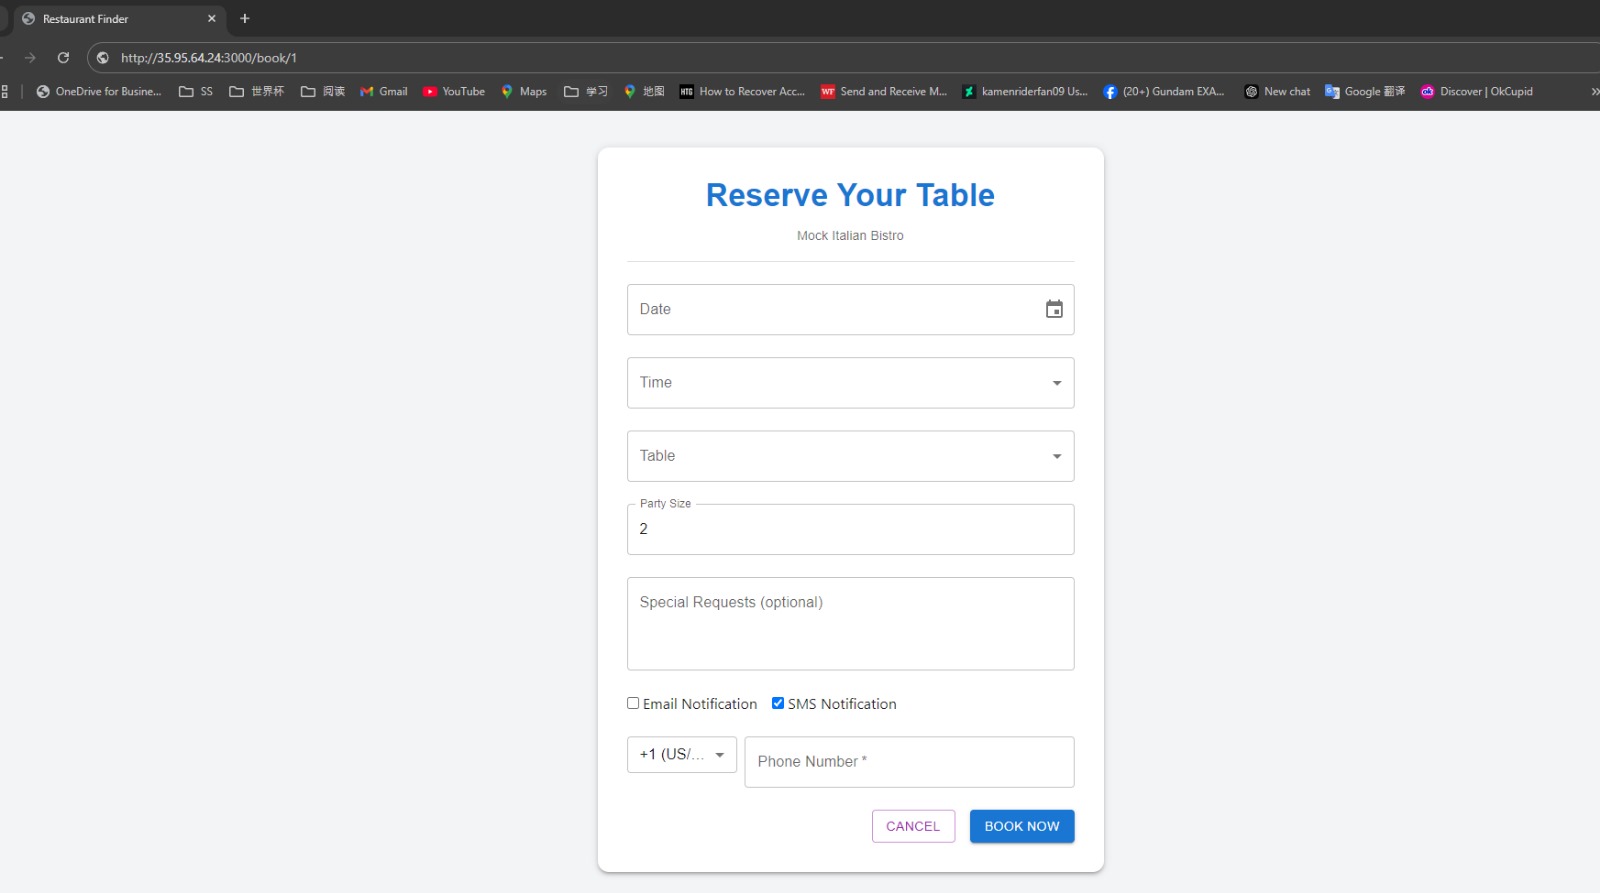 Restaurant Finder
http://35.95.64.24:3000/book/1
OneDrive for Busine... SS 世界杯 阅读 Gmail YouTube Maps 学习 地图 HTG How to Recover Acc... WF Send and Receive M... kamenriderfan09 Us... (20+) Gundam EXA... New chat Google 翻译 Discover | OkCupid
Reserve Your Table
Mock Italian Bistro
Date
Time
Table
Party Size
2
Special Requests (optional)
Email Notification SMS Notification
+1 (US/... Phone Number *
CANCEL BOOK NOW